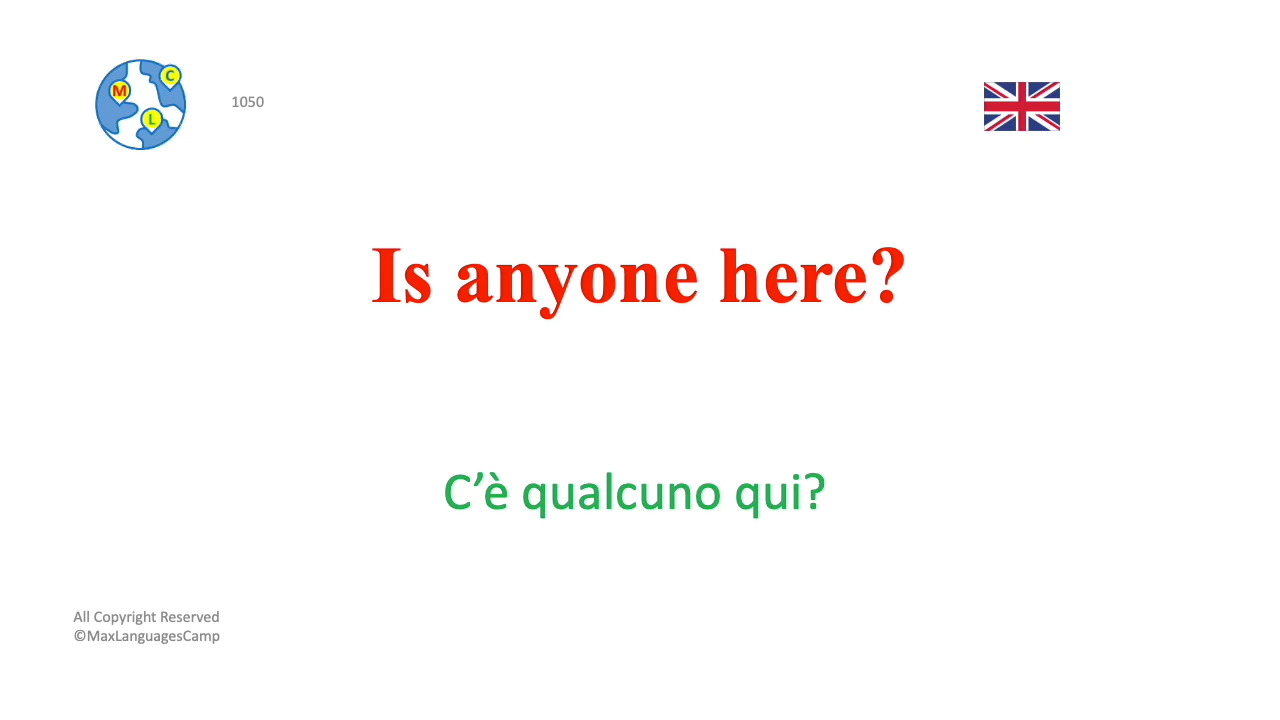 M
C
L
1050
Is anyone here?
C’è qualcuno qui?
All Copyright Reserved
©MaxLanguagesCamp